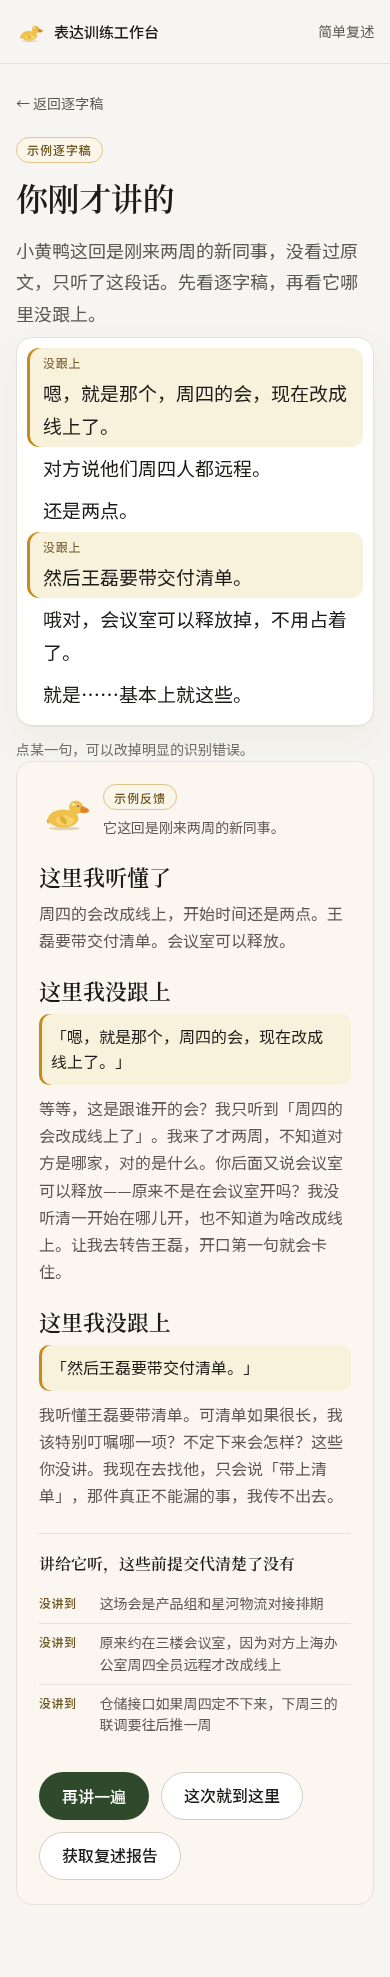 表达训练工作台
简单复述
← 返回逐字稿
示例逐字稿
你刚才讲的
小黄鸭这回是刚来两周的新同事，没看过原
文，只听了这段话。先看逐字稿，再看它哪
里没跟上。
没跟上
嗯，就是那个，周四的会，现在改成
线上了。
对方说他们周四人都远程。
还是两点。
没跟上
然后王磊要带交付清单。
哦对，会议室可以释放掉，不用占着
了。
就是……基本上就这些。
点某一句，可以改掉明显的识别错误。
示例反馈
它这回是刚来两周的新同事。
这里我听懂了
周四的会改成线上，开始时间还是两点。王
磊要带交付清单。会议室可以释放。
这里我没跟上
「嗯，就是那个，周四的会，现在改成
线上了。」
等等，这是跟谁开的会？我只听到「周四的
会改成线上了」。我来了才两周，不知道对
方是哪家，对的是什么。你后面又说会议室
可以释放——原来不是在会议室开吗？我没
听清一开始在哪儿开，也不知道为啥改成线
上。让我去转告王磊，开口第一句就会卡
住。
这里我没跟上
「然后王磊要带交付清单。」
我听懂王磊要带清单。可清单如果很长，我
该特别叮嘱哪一项？不定下来会怎样？这些
你没讲。我现在去找他，只会说「带上清
单」，那件真正不能漏的事，我传不出去。
讲给它听，这些前提交代清楚了没有
没讲到 这场会是产品组和星河物流对接排期
没讲到 原来约在三楼会议室，因为对方上海办
公室周四全员远程才改成线上
没讲到 仓储接口如果周四定不下来，下周三的
联调要往后推一周
再讲一遍
这次就到这里
获取复述报告